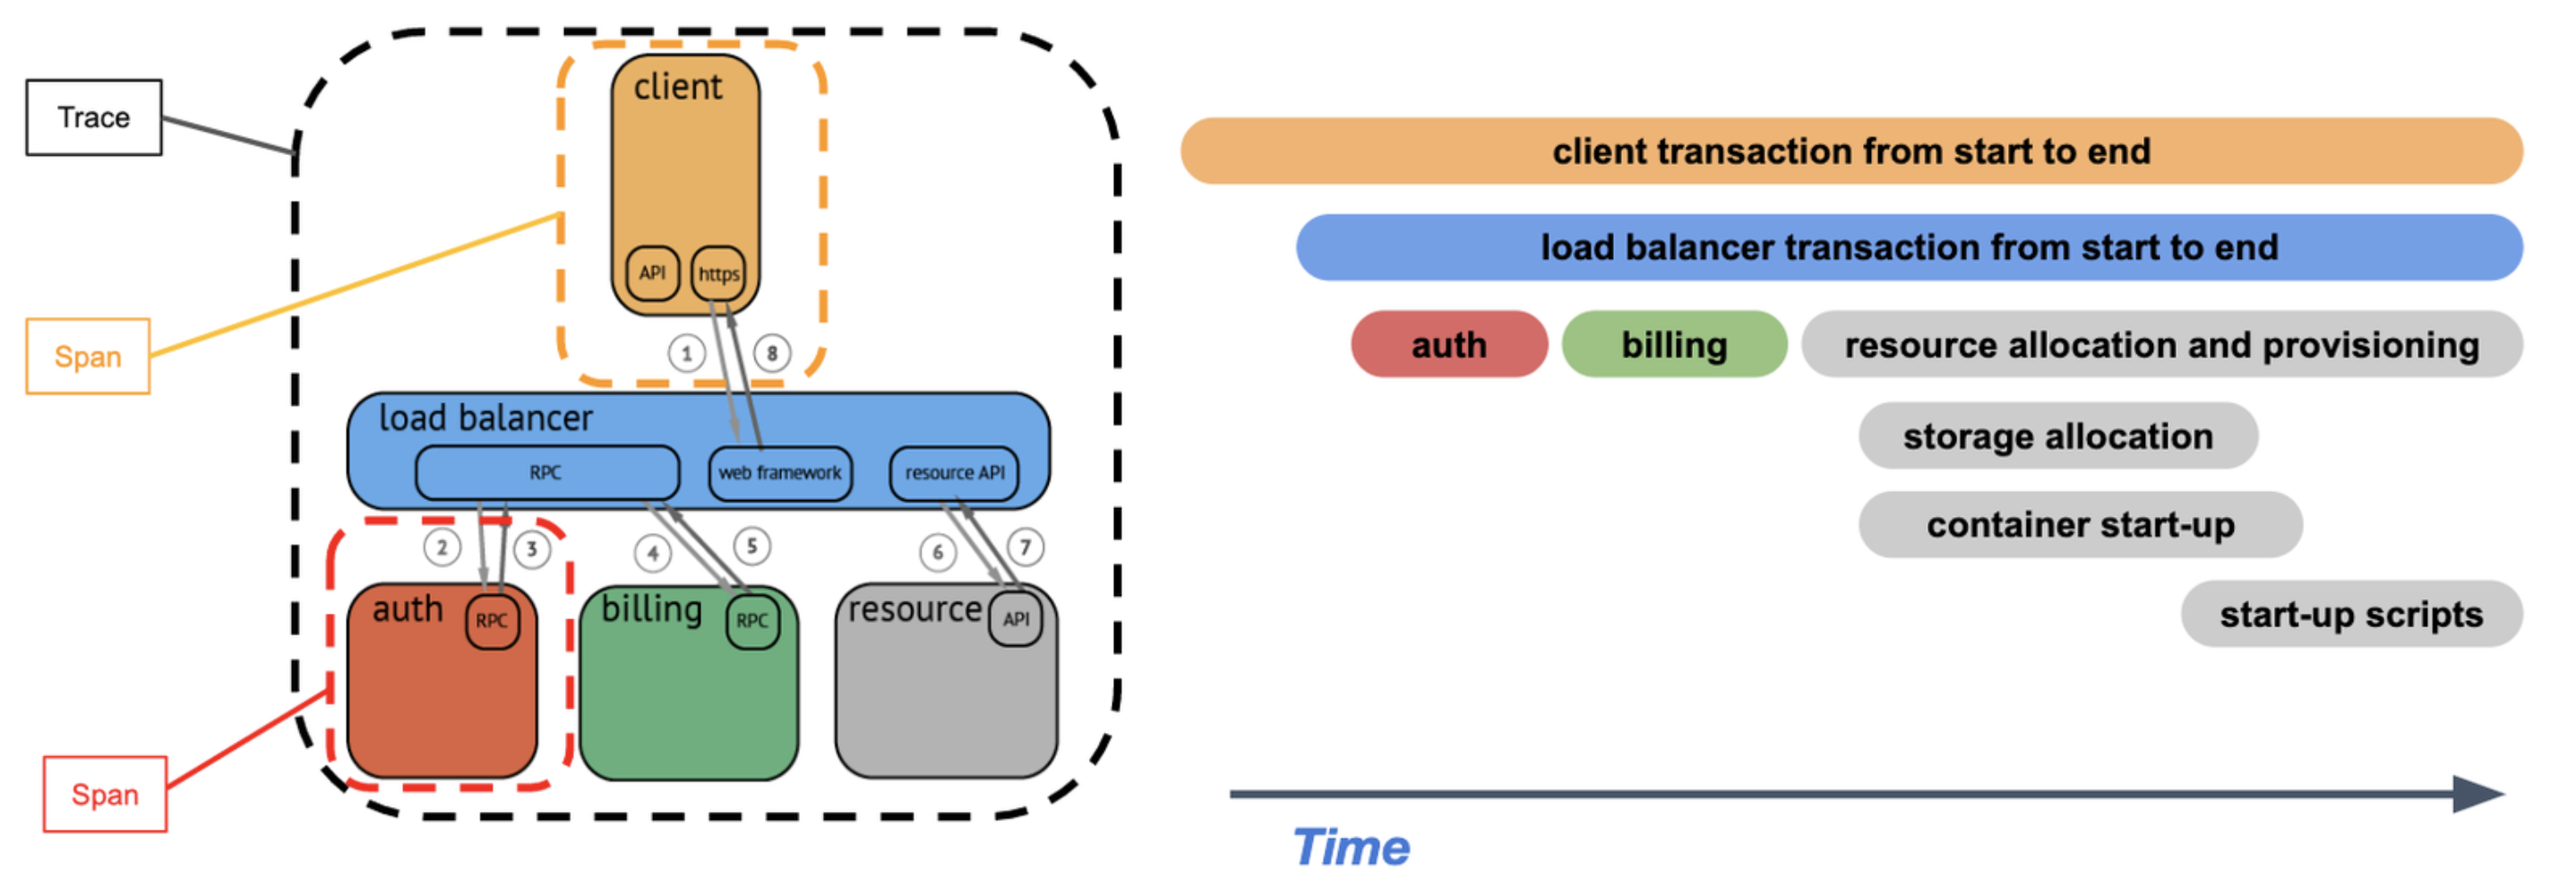 Trace
Span
Span
client
API
https
1
8
load balancer
RPC
web framework
resource API
2
3
4
5
6
7
auth
RPC
billing
RPC
resource
API
client transaction from start to end
load balancer transaction from start to end
auth
billing
resource allocation and provisioning
storage allocation
container start-up
start-up scripts
Time